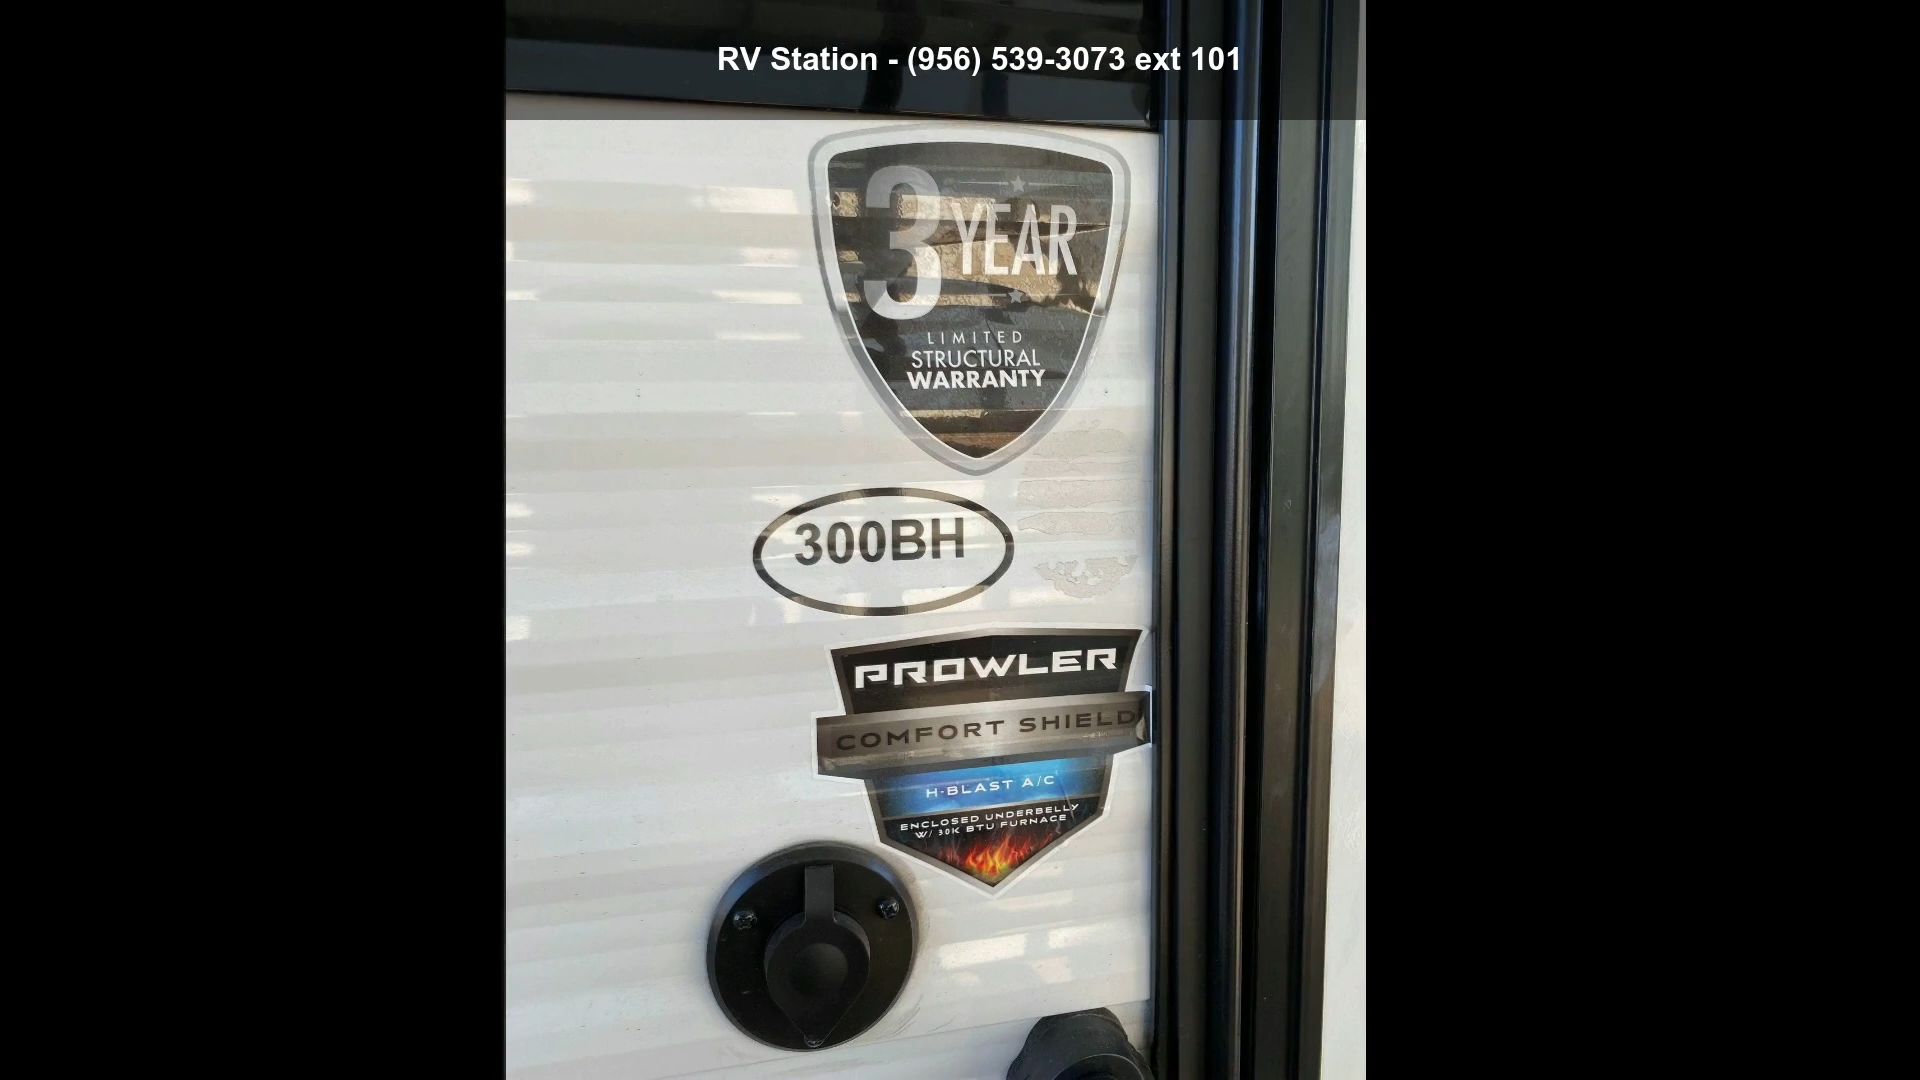 RV Station - (956) 539-3073 ext 101
3 YEAR
LIMITED
STRUCTURAL
WARRANTY
300BH
PROWLER
COMFORT SHIELD
H·BLAST A/C
ENCLOSED UNDERBELLY
W/ 30K BTU FURNACE